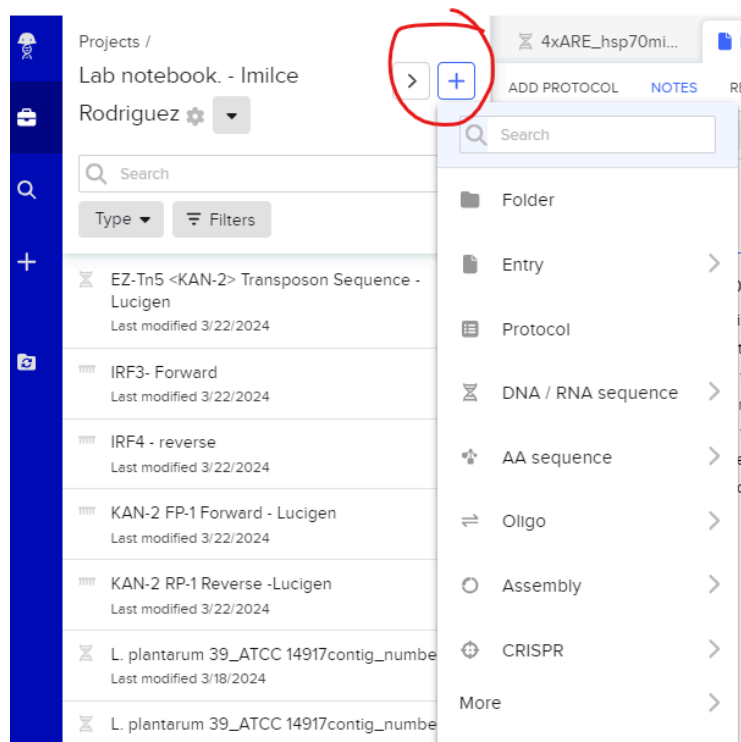 Projects /
Lab notebook. - Imilce
Rodriguez
Search
Type
Filters
EZ-Tn5 <KAN-2> Transposon Sequence -
Lucigen
Last modified 3/22/2024
IRF3- Forward
Last modified 3/22/2024
IRF4 - reverse
Last modified 3/22/2024
KAN-2 FP-1 Forward - Lucigen
Last modified 3/22/2024
KAN-2 RP-1 Reverse -Lucigen
Last modified 3/22/2024
L. plantarum 39_ATCC 14917contig_numbe
Last modified 3/18/2024
L. plantarum 39_ATCC 14917contig_numbe
4xARE_hsp70mi...
ADD PROTOCOL NOTES
Search
Folder
Entry
Protocol
DNA / RNA sequence
AA sequence
Oligo
Assembly
CRISPR
More